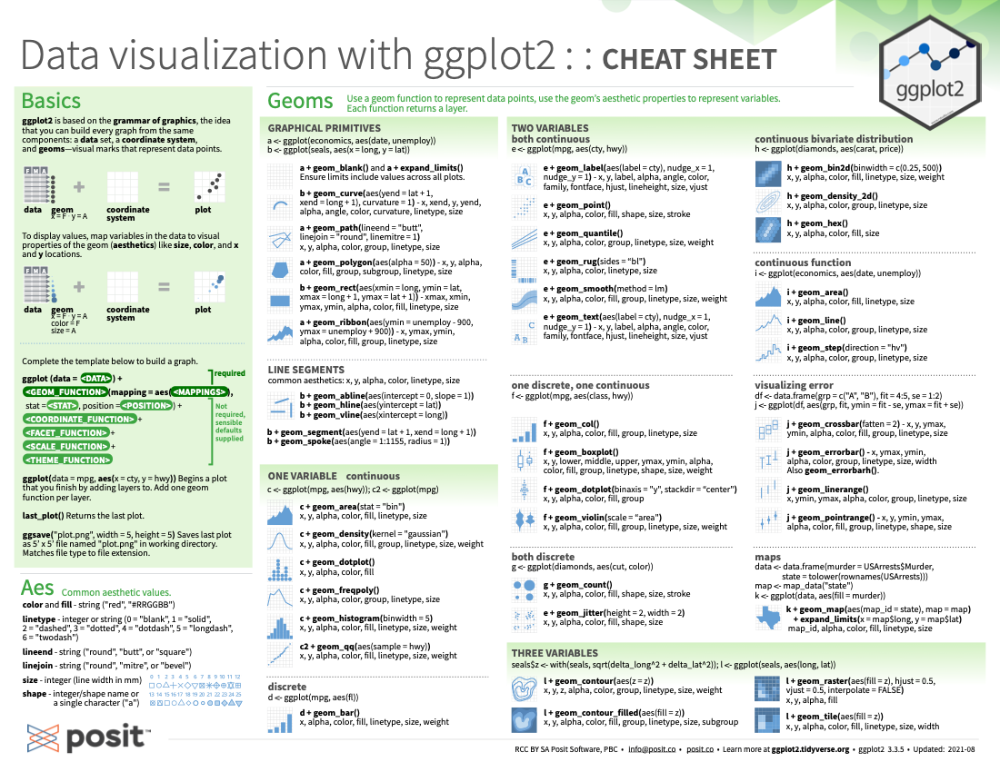 Data visualization with ggplot2 : : CHEAT SHEET
ggplot2
Basics
ggplot2 is based on the grammar of graphics, the idea
that you can build every graph from the same
components: a data set, a coordinate system,
and geoms—visual marks that represent data points.
F M A
data
geom
x = F · y = A
coordinate
system
plot
To display values, map variables in the data to visual
properties of the geom (aesthetics) like size, color, and x
and y locations.
F M A
data
geom
x = F · y = A
color = F
size = A
coordinate
system
plot
Complete the template below to build a graph.
ggplot (data = <DATA>) +
<GEOM_FUNCTION>(mapping = aes(<MAPPINGS>),
stat = <STAT>, position = <POSITION>) +
<COORDINATE_FUNCTION> +
<FACET_FUNCTION> +
<SCALE_FUNCTION> +
<THEME_FUNCTION>
required
Not
required,
sensible
defaults
supplied
ggplot(data = mpg, aes(x = cty, y = hwy)) Begins a plot
that you finish by adding layers to. Add one geom
function per layer.
last_plot() Returns the last plot.
ggsave("plot.png", width = 5, height = 5) Saves last plot
as 5' x 5' file named "plot.png" in working directory.
Matches file type to file extension.
Aes Common aesthetic values.
color and fill - string ("red", "#RRGGBB")
linetype - integer or string (0 = "blank", 1 = "solid",
2 = "dashed", 3 = "dotted", 4 = "dotdash", 5 = "longdash",
6 = "twodash")
lineend - string ("round", "butt", or "square")
linejoin - string ("round", "mitre", or "bevel")
size - integer (line width in mm)
shape - integer/shape name or
a single character ("a")
0 1 2 3 4 5 6 7 8 9 10 11 12
13 14 15 16 17 18 19 20 21 22 23 24 25
posit™
Geoms
Use a geom function to represent data points, use the geom's aesthetic properties to represent variables.
Each function returns a layer.
GRAPHICAL PRIMITIVES
a <- ggplot(economics, aes(date, unemploy))
b <- ggplot(seals, aes(x = long, y = lat))
a + geom_blank() and a + expand_limits()
Ensure limits include values across all plots.
b + geom_curve(aes(yend = lat + 1,
xend = long + 1), curvature = 1) - x, xend, y, yend,
alpha, angle, color, curvature, linetype, size
a + geom_path(lineend = "butt",
linejoin = "round", linemitre = 1)
x, y, alpha, color, group, linetype, size
a + geom_polygon(aes(alpha = 50)) - x, y, alpha,
color, fill, group, subgroup, linetype, size
b + geom_rect(aes(xmin = long, ymin = lat,
xmax = long + 1, ymax = lat + 1)) - xmax, xmin,
ymax, ymin, alpha, color, fill, linetype, size
a + geom_ribbon(aes(ymin = unemploy - 900,
ymax = unemploy + 900)) - x, ymax, ymin,
alpha, color, fill, group, linetype, size
LINE SEGMENTS
common aesthetics: x, y, alpha, color, linetype, size
b + geom_abline(aes(intercept = 0, slope = 1))
b + geom_hline(aes(yintercept = lat))
b + geom_vline(aes(xintercept = long))
b + geom_segment(aes(yend = lat + 1, xend = long + 1))
b + geom_spoke(aes(angle = 1:1155, radius = 1))
ONE VARIABLE continuous
c <- ggplot(mpg, aes(hwy)); c2 <- ggplot(mpg)
c + geom_area(stat = "bin")
x, y, alpha, color, fill, linetype, size
c + geom_density(kernel = "gaussian")
x, y, alpha, color, fill, group, linetype, size, weight
c + geom_dotplot()
x, y, alpha, color, fill
c + geom_freqpoly()
x, y, alpha, color, group, linetype, size
c + geom_histogram(binwidth = 5)
x, y, alpha, color, fill, linetype, size, weight
c2 + geom_qq(aes(sample = hwy))
x, y, alpha, color, fill, linetype, size, weight
discrete
d <- ggplot(mpg, aes(fl))
d + geom_bar()
x, alpha, color, fill, linetype, size, weight
TWO VARIABLES
both continuous
e <- ggplot(mpg, aes(cty, hwy))
A
B
C
e + geom_label(aes(label = cty), nudge_x = 1,
nudge_y = 1) - x, y, label, alpha, angle, color,
family, fontface, hjust, lineheight, size, vjust
e + geom_point()
x, y, alpha, color, fill, shape, size, stroke
e + geom_quantile()
x, y, alpha, color, group, linetype, size, weight
e + geom_rug(sides = "bl")
x, y, alpha, color, linetype, size
e + geom_smooth(method = lm)
x, y, alpha, color, fill, group, linetype, size, weight
C
A B
e + geom_text(aes(label = cty), nudge_x = 1,
nudge_y = 1) - x, y, label, alpha, angle, color,
family, fontface, hjust, lineheight, size, vjust
one discrete, one continuous
f <- ggplot(mpg, aes(class, hwy))
f + geom_col()
x, y, alpha, color, fill, group, linetype, size
f + geom_boxplot()
x, y, lower, middle, upper, ymax, ymin, alpha,
color, fill, group, linetype, shape, size, weight
f + geom_dotplot(binaxis = "y", stackdir = "center")
x, y, alpha, color, fill, group
f + geom_violin(scale = "area")
x, y, alpha, color, fill, group, linetype, size, weight
both discrete
g <- ggplot(diamonds, aes(cut, color))
g + geom_count()
x, y, alpha, color, fill, shape, size, stroke
e + geom_jitter(height = 2, width = 2)
x, y, alpha, color, fill, shape, size
continuous bivariate distribution
h <- ggplot(diamonds, aes(carat, price))
h + geom_bin2d(binwidth = c(0.25, 500))
x, y, alpha, color, fill, linetype, size, weight
h + geom_density_2d()
x, y, alpha, color, group, linetype, size
h + geom_hex()
x, y, alpha, color, fill, size
continuous function
i <- ggplot(economics, aes(date, unemploy))
i + geom_area()
x, y, alpha, color, fill, linetype, size
i + geom_line()
x, y, alpha, color, group, linetype, size
i + geom_step(direction = "hv")
x, y, alpha, color, group, linetype, size
visualizing error
df <- data.frame(grp = c("A", "B"), fit = 4:5, se = 1:2)
j <- ggplot(df, aes(grp, fit, ymin = fit - se, ymax = fit + se))
j + geom_crossbar(fatten = 2) - x, y, ymax,
ymin, alpha, color, fill, group, linetype, size
j + geom_errorbar() - x, ymax, ymin,
alpha, color, group, linetype, size, width
Also geom_errorbarh().
j + geom_linerange()
x, ymin, ymax, alpha, color, group, linetype, size
j + geom_pointrange() - x, y, ymin, ymax,
alpha, color, fill, group, linetype, shape, size
maps
data <- data.frame(murder = USArrests$Murder,
state = tolower(rownames(USArrests)))
map <- map_data("state")
k <- ggplot(data, aes(fill = murder))
k + geom_map(aes(map_id = state), map = map)
+ expand_limits(x = map$long, y = map$lat)
map_id, alpha, color, fill, linetype, size
THREE VARIABLES
seals$z <- with(seals, sqrt(delta_long^2 + delta_lat^2)); l <- ggplot(seals, aes(long, lat))
l + geom_contour(aes(z = z))
x, y, z, alpha, color, group, linetype, size, weight
l + geom_contour_filled(aes(fill = z))
x, y, alpha, color, fill, group, linetype, size, subgroup
l + geom_raster(aes(fill = z), hjust = 0.5,
vjust = 0.5, interpolate = FALSE)
x, y, alpha, fill
l + geom_tile(aes(fill = z))
x, y, alpha, color, fill, linetype, size, width
RCC BY SA Posit Software, PBC • info@posit.co • posit.co • Learn more at ggplot2.tidyverse.org • ggplot2 3.3.5 • Updated: 2021-08